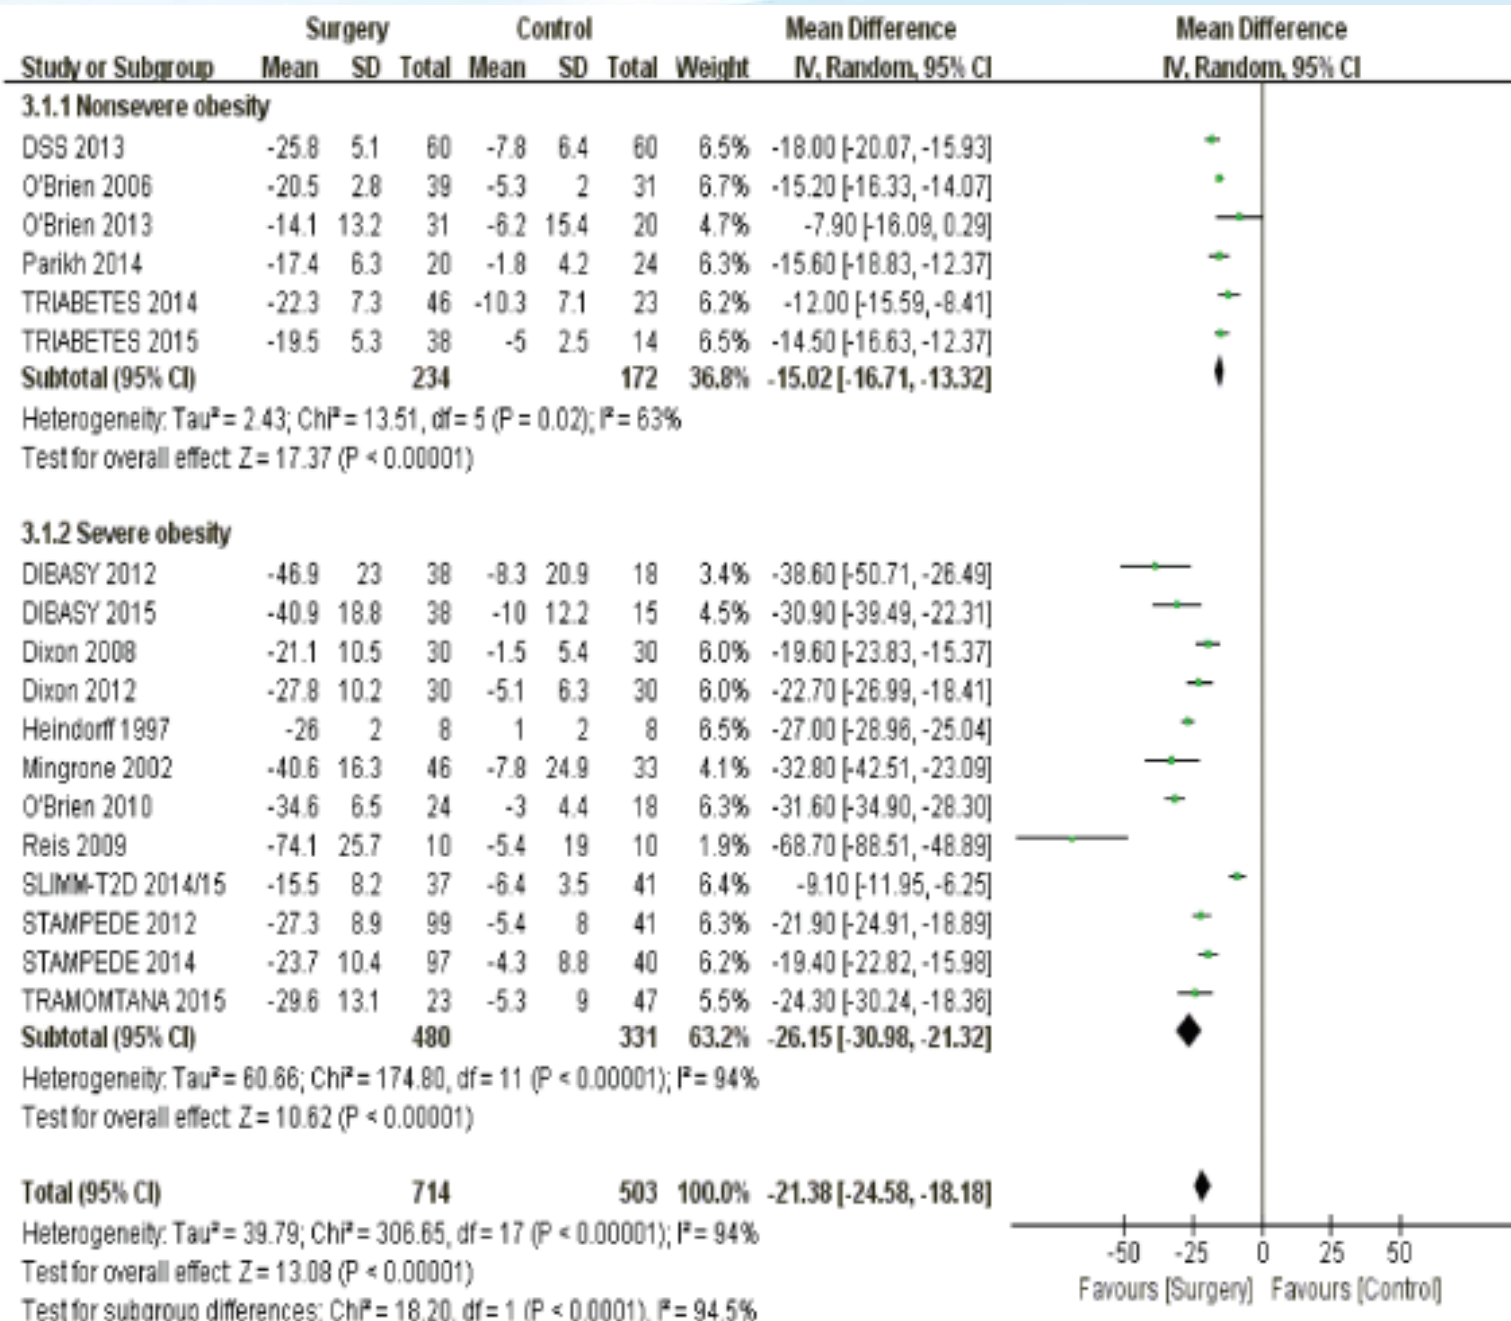 Surgery Control Mean Difference Mean Difference
Study or Subgroup Mean SD Total Mean SD Total Weight IV, Random, 95% CI IV, Random, 95% CI
3.1.1 Nonsevere obesity
DSS 2013 -25.8 5.1 60 -7.8 6.4 60 6.5% -18.00 [-20.07, -15.93]
O'Brien 2006 -20.5 2.8 39 -5.3 2 31 6.7% -15.20 [-16.33, -14.07]
O'Brien 2013 -14.1 13.2 31 -6.2 15.4 20 4.7% -7.90 [-16.09, 0.29]
Parikh 2014 -17.4 6.3 20 -1.8 4.2 24 6.3% -15.60 [-18.83, -12.37]
TRIABETES 2014 -22.3 7.3 46 -10.3 7.1 23 6.2% -12.00 [-15.59, -8.41]
TRIABETES 2015 -19.5 5.3 38 -5 2.5 14 6.5% -14.50 [-16.63, -12.37]
Subtotal (95% CI) 234 172 36.8% -15.02 [-16.71, -13.32]
Heterogeneity: Tau² = 2.43; Chi² = 13.51, df = 5 (P = 0.02); I² = 63%
Test for overall effect: Z = 17.37 (P < 0.00001)
3.1.2 Severe obesity
DIBASY 2012 -46.9 23 38 -8.3 20.9 18 3.4% -38.60 [-50.71, -26.49]
DIBASY 2015 -40.9 18.8 38 -10 12.2 15 4.5% -30.90 [-39.49, -22.31]
Dixon 2008 -21.1 10.5 30 -1.5 5.4 30 6.0% -19.60 [-23.83, -15.37]
Dixon 2012 -27.8 10.2 30 -5.1 6.3 30 6.0% -22.70 [-26.99, -18.41]
Heindorff 1997 -26 2 8 1 2 8 6.5% -27.00 [-28.96, -25.04]
Mingrone 2002 -40.6 16.3 46 -7.8 24.9 33 4.1% -32.80 [-42.51, -23.09]
O'Brien 2010 -34.6 6.5 24 -3 4.4 18 6.3% -31.60 [-34.90, -28.30]
Reis 2009 -74.1 25.7 10 -5.4 19 10 1.9% -68.70 [-88.51, -48.89]
SLIMM-T2D 2014/15 -15.5 8.2 37 -6.4 3.5 41 6.4% -9.10 [-11.95, -6.25]
STAMPEDE 2012 -27.3 8.9 99 -5.4 8 41 6.3% -21.90 [-24.91, -18.89]
STAMPEDE 2014 -23.7 10.4 97 -4.3 8.8 40 6.2% -19.40 [-22.82, -15.98]
TRAMOMTANA 2015 -29.6 13.1 23 -5.3 9 47 5.5% -24.30 [-30.24, -18.36]
Subtotal (95% CI) 480 331 63.2% -26.15 [-30.98, -21.32]
Heterogeneity: Tau² = 60.66; Chi² = 174.80, df = 11 (P < 0.00001); I² = 94%
Test for overall effect: Z = 10.62 (P < 0.00001)
Total (95% CI) 714 503 100.0% -21.38 [-24.58, -18.18]
Heterogeneity: Tau² = 39.79; Chi² = 306.65, df = 17 (P < 0.00001); I² = 94%
Test for overall effect: Z = 13.08 (P < 0.00001)
Test for subgroup differences: Chi² = 18.20, df = 1 (P < 0.0001), I² = 94.5%
-50 -25 0 25 50
Favours [Surgery] Favours [Control]